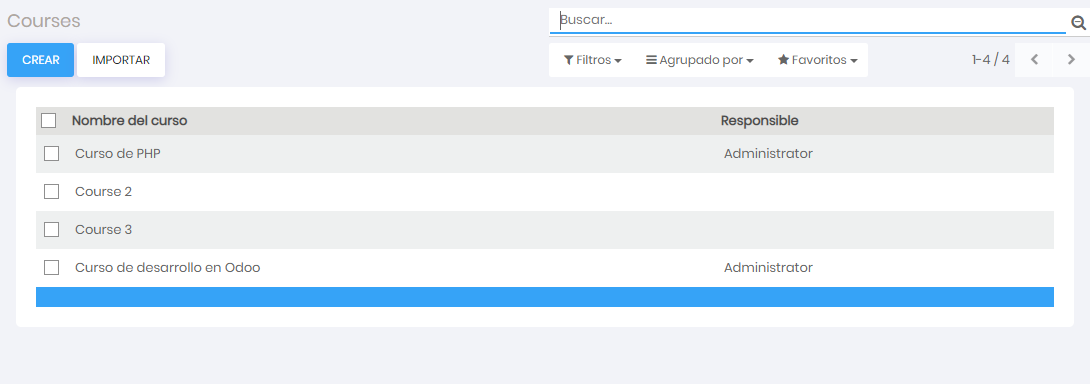 Courses
Buscar...
CREAR IMPORTAR
Filtros Agrupado por Favoritos 1-4 / 4
Nombre del curso Responsible
Curso de PHP Administrator
Course 2
Course 3
Curso de desarrollo en Odoo Administrator